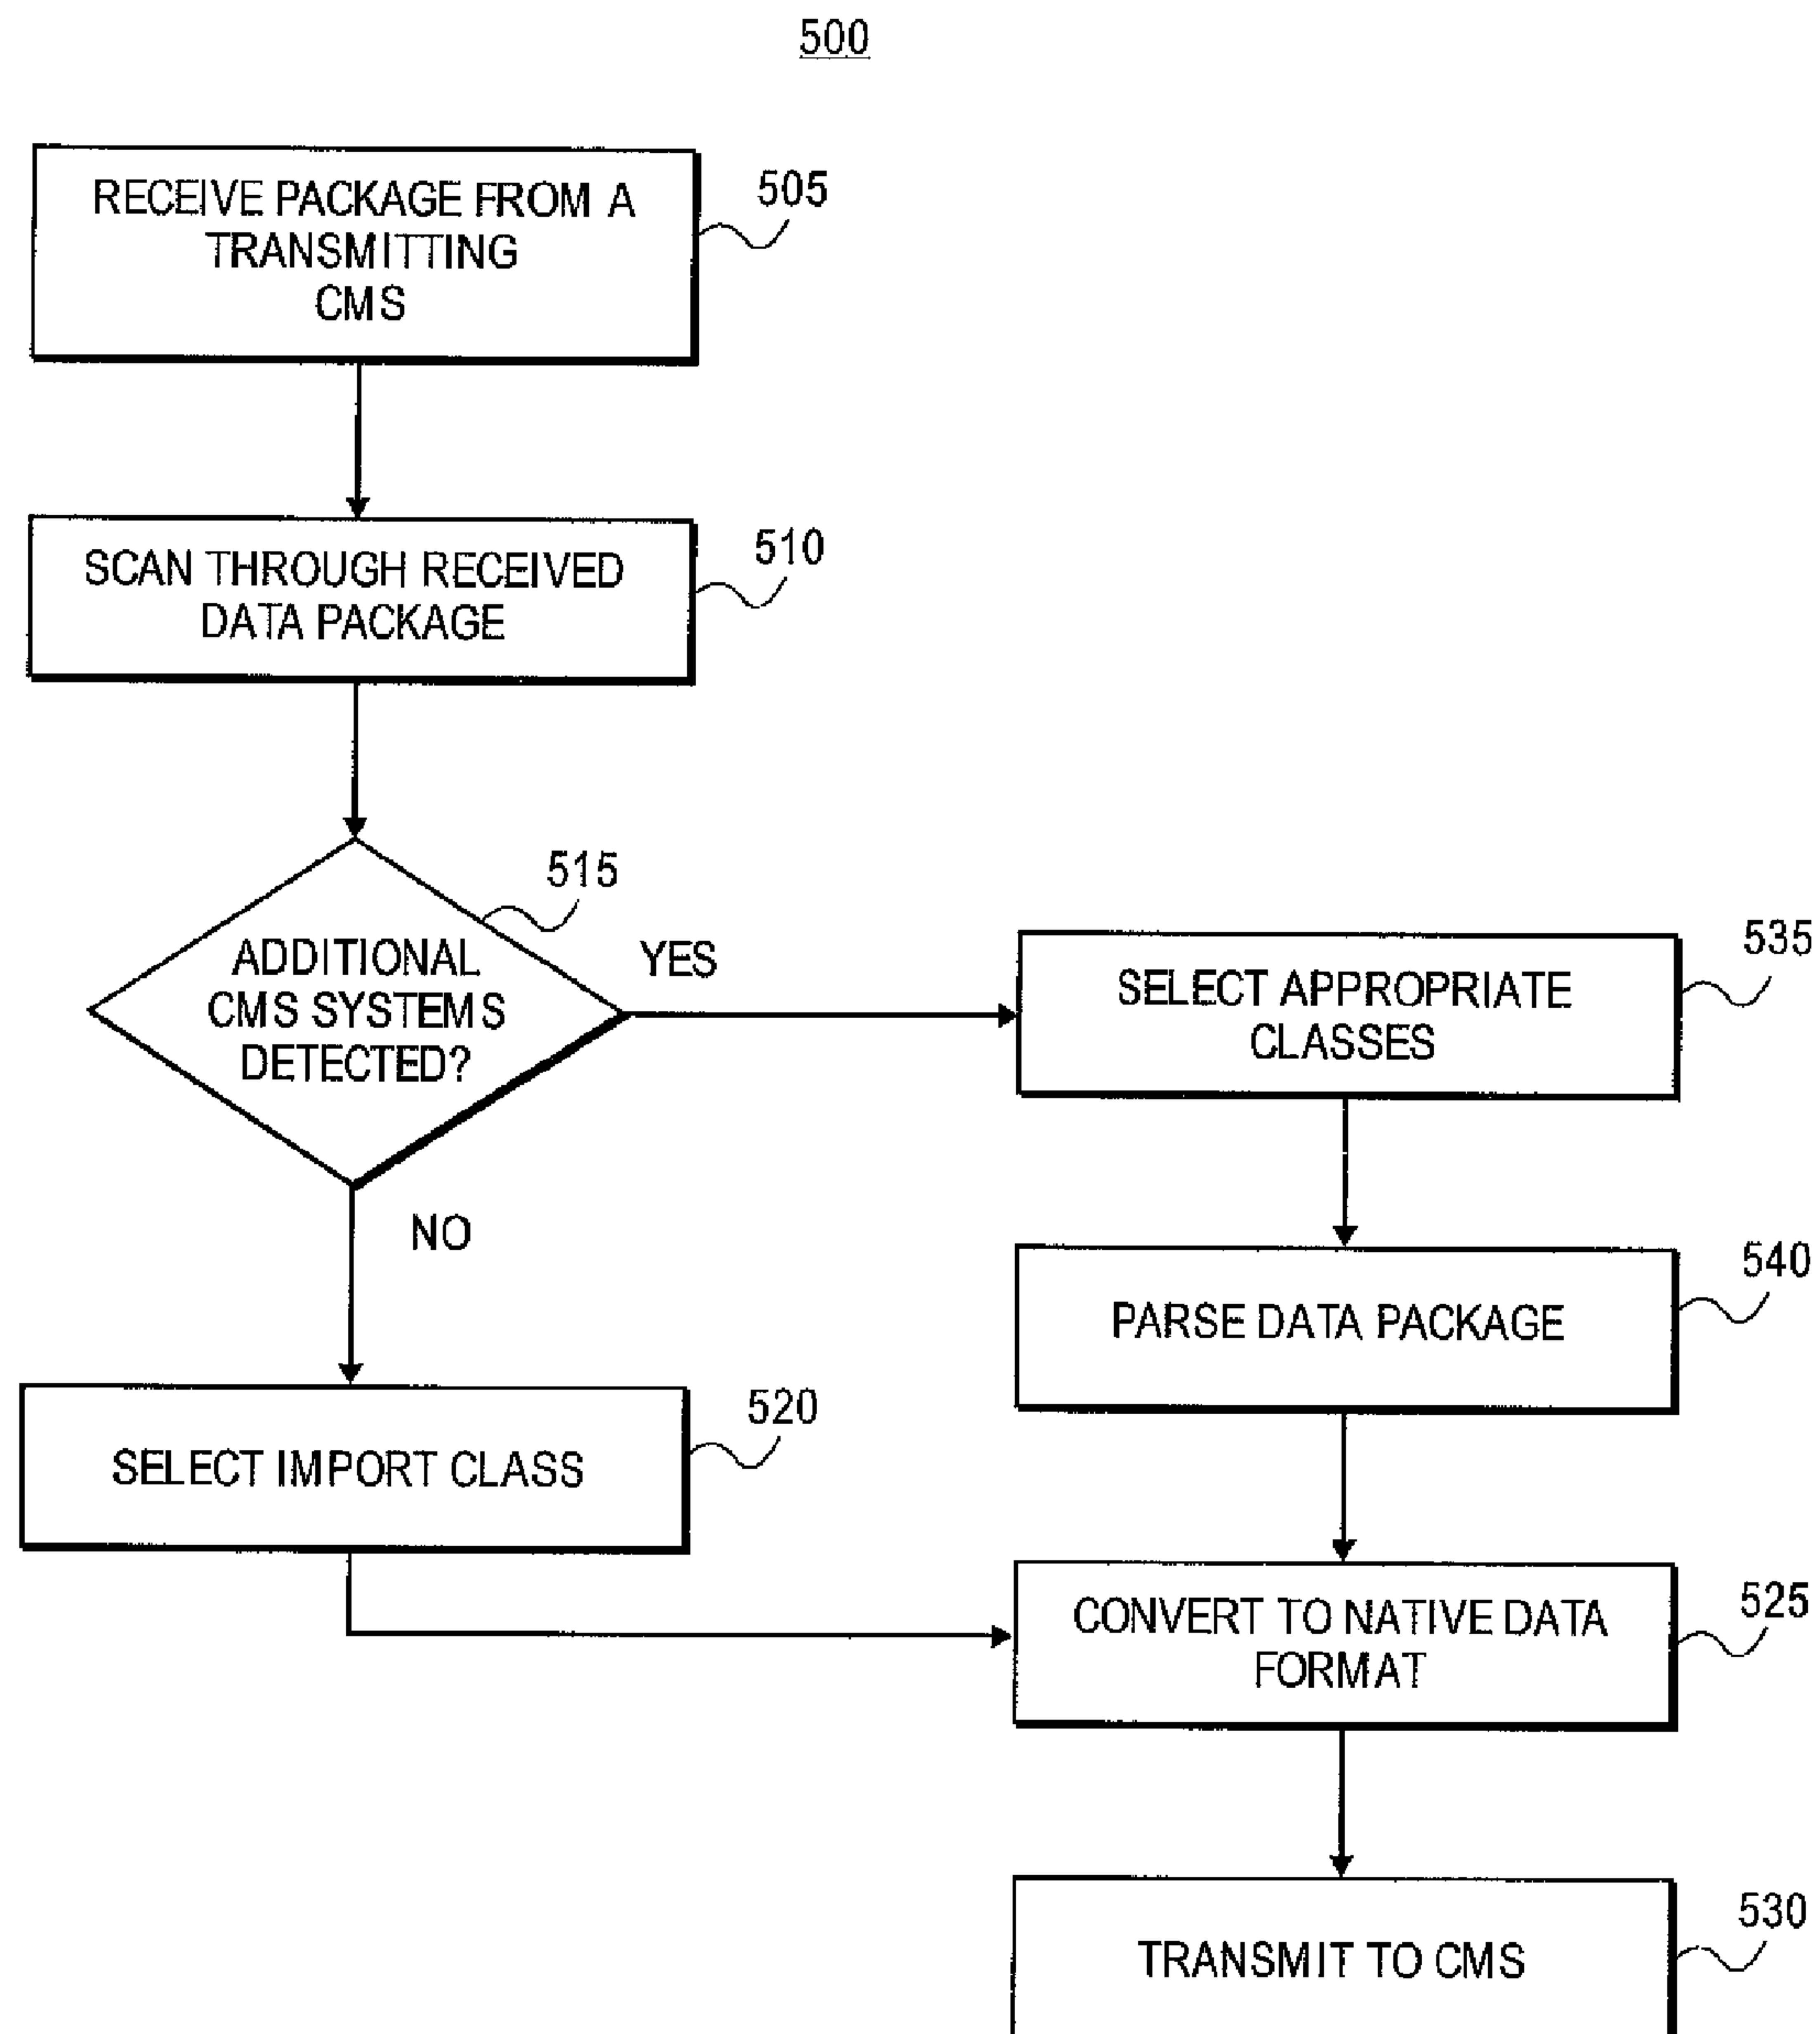 500
RECEIVE PACKAGE FROM A
TRANSMITTING
CMS
505
SCAN THROUGH RECEIVED
DATA PACKAGE
510
ADDITIONAL
CMS SYSTEMS
DETECTED?
515
YES
NO
SELECT APPROPRIATE
CLASSES
535
PARSE DATA PACKAGE
540
SELECT IMPORT CLASS
520
CONVERT TO NATIVE DATA
FORMAT
525
TRANSMIT TO CMS
530